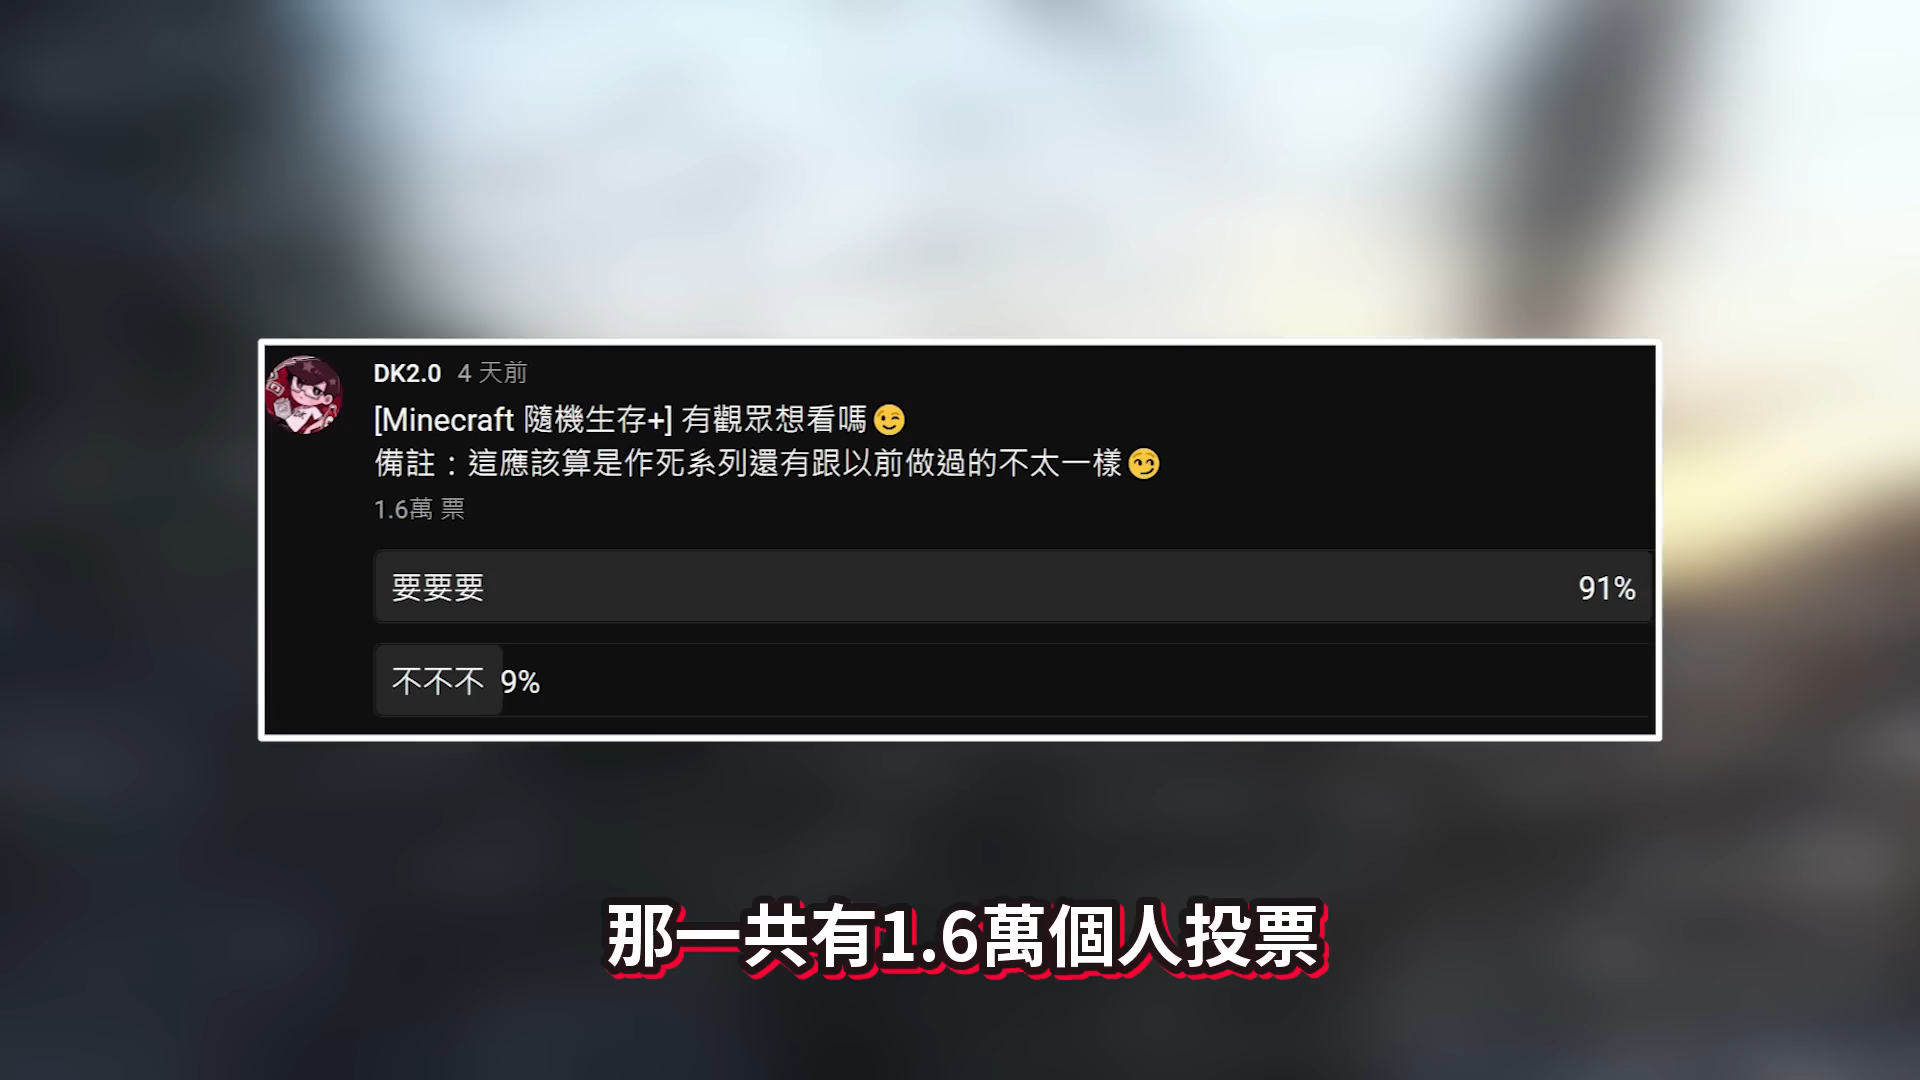 DK2.0 4 天前
[Minecraft 隨機生存+] 有觀眾想看嗎😉
備註：這應該算是作死系列還有跟以前做過的不太一樣😏
1.6萬 票
要要要 91%
不不不 9%
那一共有1.6萬個人投票